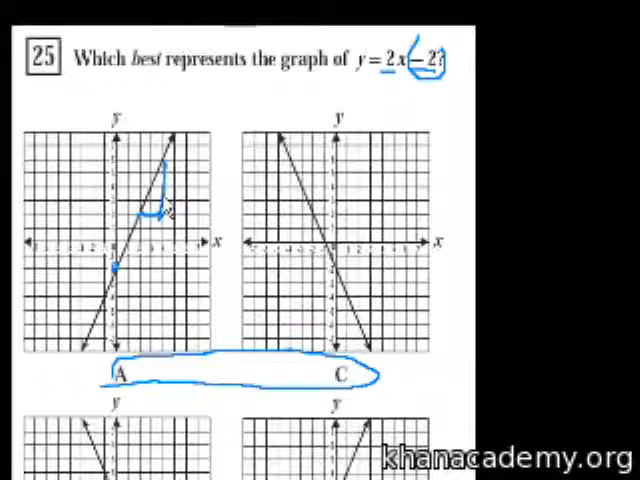 25 Which best represents the graph of y = 2x - 2?
y y
x x
A C
y y
khanacademy.org